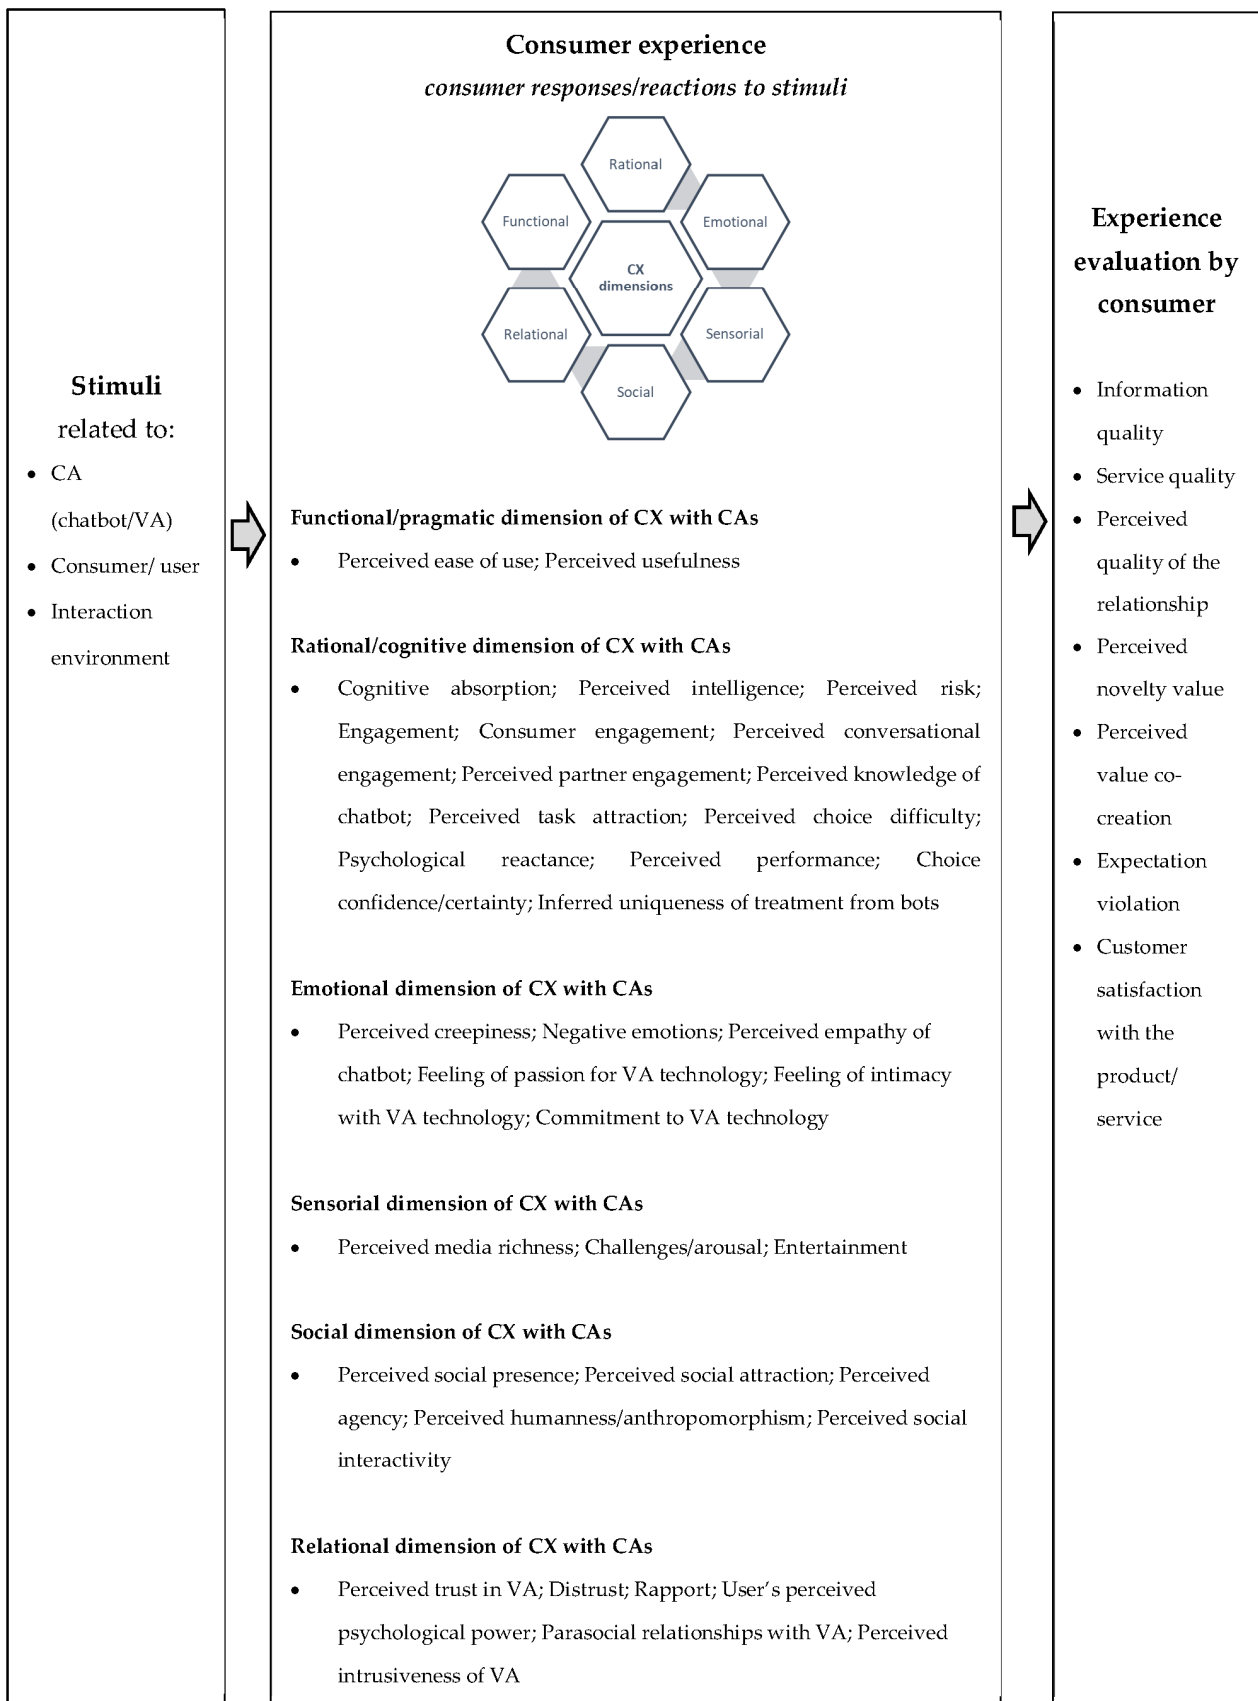 Stimuli
related to:
• CA
(chatbot/VA)
• Consumer/ user
• Interaction
environment
Consumer experience
consumer responses/reactions to stimuli
Rational
Functional
Emotional
CX
dimensions
Relational
Sensorial
Social
Functional/pragmatic dimension of CX with CAs
• Perceived ease of use; Perceived usefulness
Rational/cognitive dimension of CX with CAs
• Cognitive absorption; Perceived intelligence; Perceived risk;
Engagement; Consumer engagement; Perceived conversational
engagement; Perceived partner engagement; Perceived knowledge of
chatbot; Perceived task attraction; Perceived choice difficulty;
Psychological reactance; Perceived performance; Choice
confidence/certainty; Inferred uniqueness of treatment from bots
Emotional dimension of CX with CAs
• Perceived creepiness; Negative emotions; Perceived empathy of
chatbot; Feeling of passion for VA technology; Feeling of intimacy
with VA technology; Commitment to VA technology
Sensorial dimension of CX with CAs
• Perceived media richness; Challenges/arousal; Entertainment
Social dimension of CX with CAs
• Perceived social presence; Perceived social attraction; Perceived
agency; Perceived humanness/anthropomorphism; Perceived social
interactivity
Relational dimension of CX with CAs
• Perceived trust in VA; Distrust; Rapport; User's perceived
psychological power; Parasocial relationships with VA; Perceived
intrusiveness of VA
Experience
evaluation by
consumer
• Information
quality
• Service quality
• Perceived
quality of the
relationship
• Perceived
novelty value
• Perceived
value co-
creation
• Expectation
violation
• Customer
satisfaction
with the
product/
service